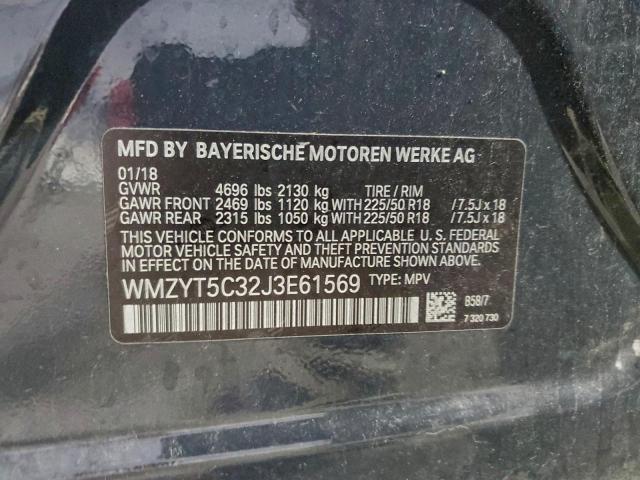 MFD BY BAYERISCHE MOTOREN WERKE AG
01/18
GVWR 4696 lbs 2130 kg TIRE / RIM
GAWR FRONT 2469 lbs 1120 kg WITH 225/50 R18 /7.5J x 18
GAWR REAR 2315 lbs 1050 kg WITH 225/50 R18 /7.5J x 18
THIS VEHICLE CONFORMS TO ALL APPLICABLE U. S. FEDERAL
MOTOR VEHICLE SAFETY AND THEFT PREVENTION STANDARDS
IN EFFECT ON THE DATE OF MANUFACTURE SHOWN ABOVE.
WMZYT5C32J3E61569 TYPE: MPV
B58/7
7 320 730